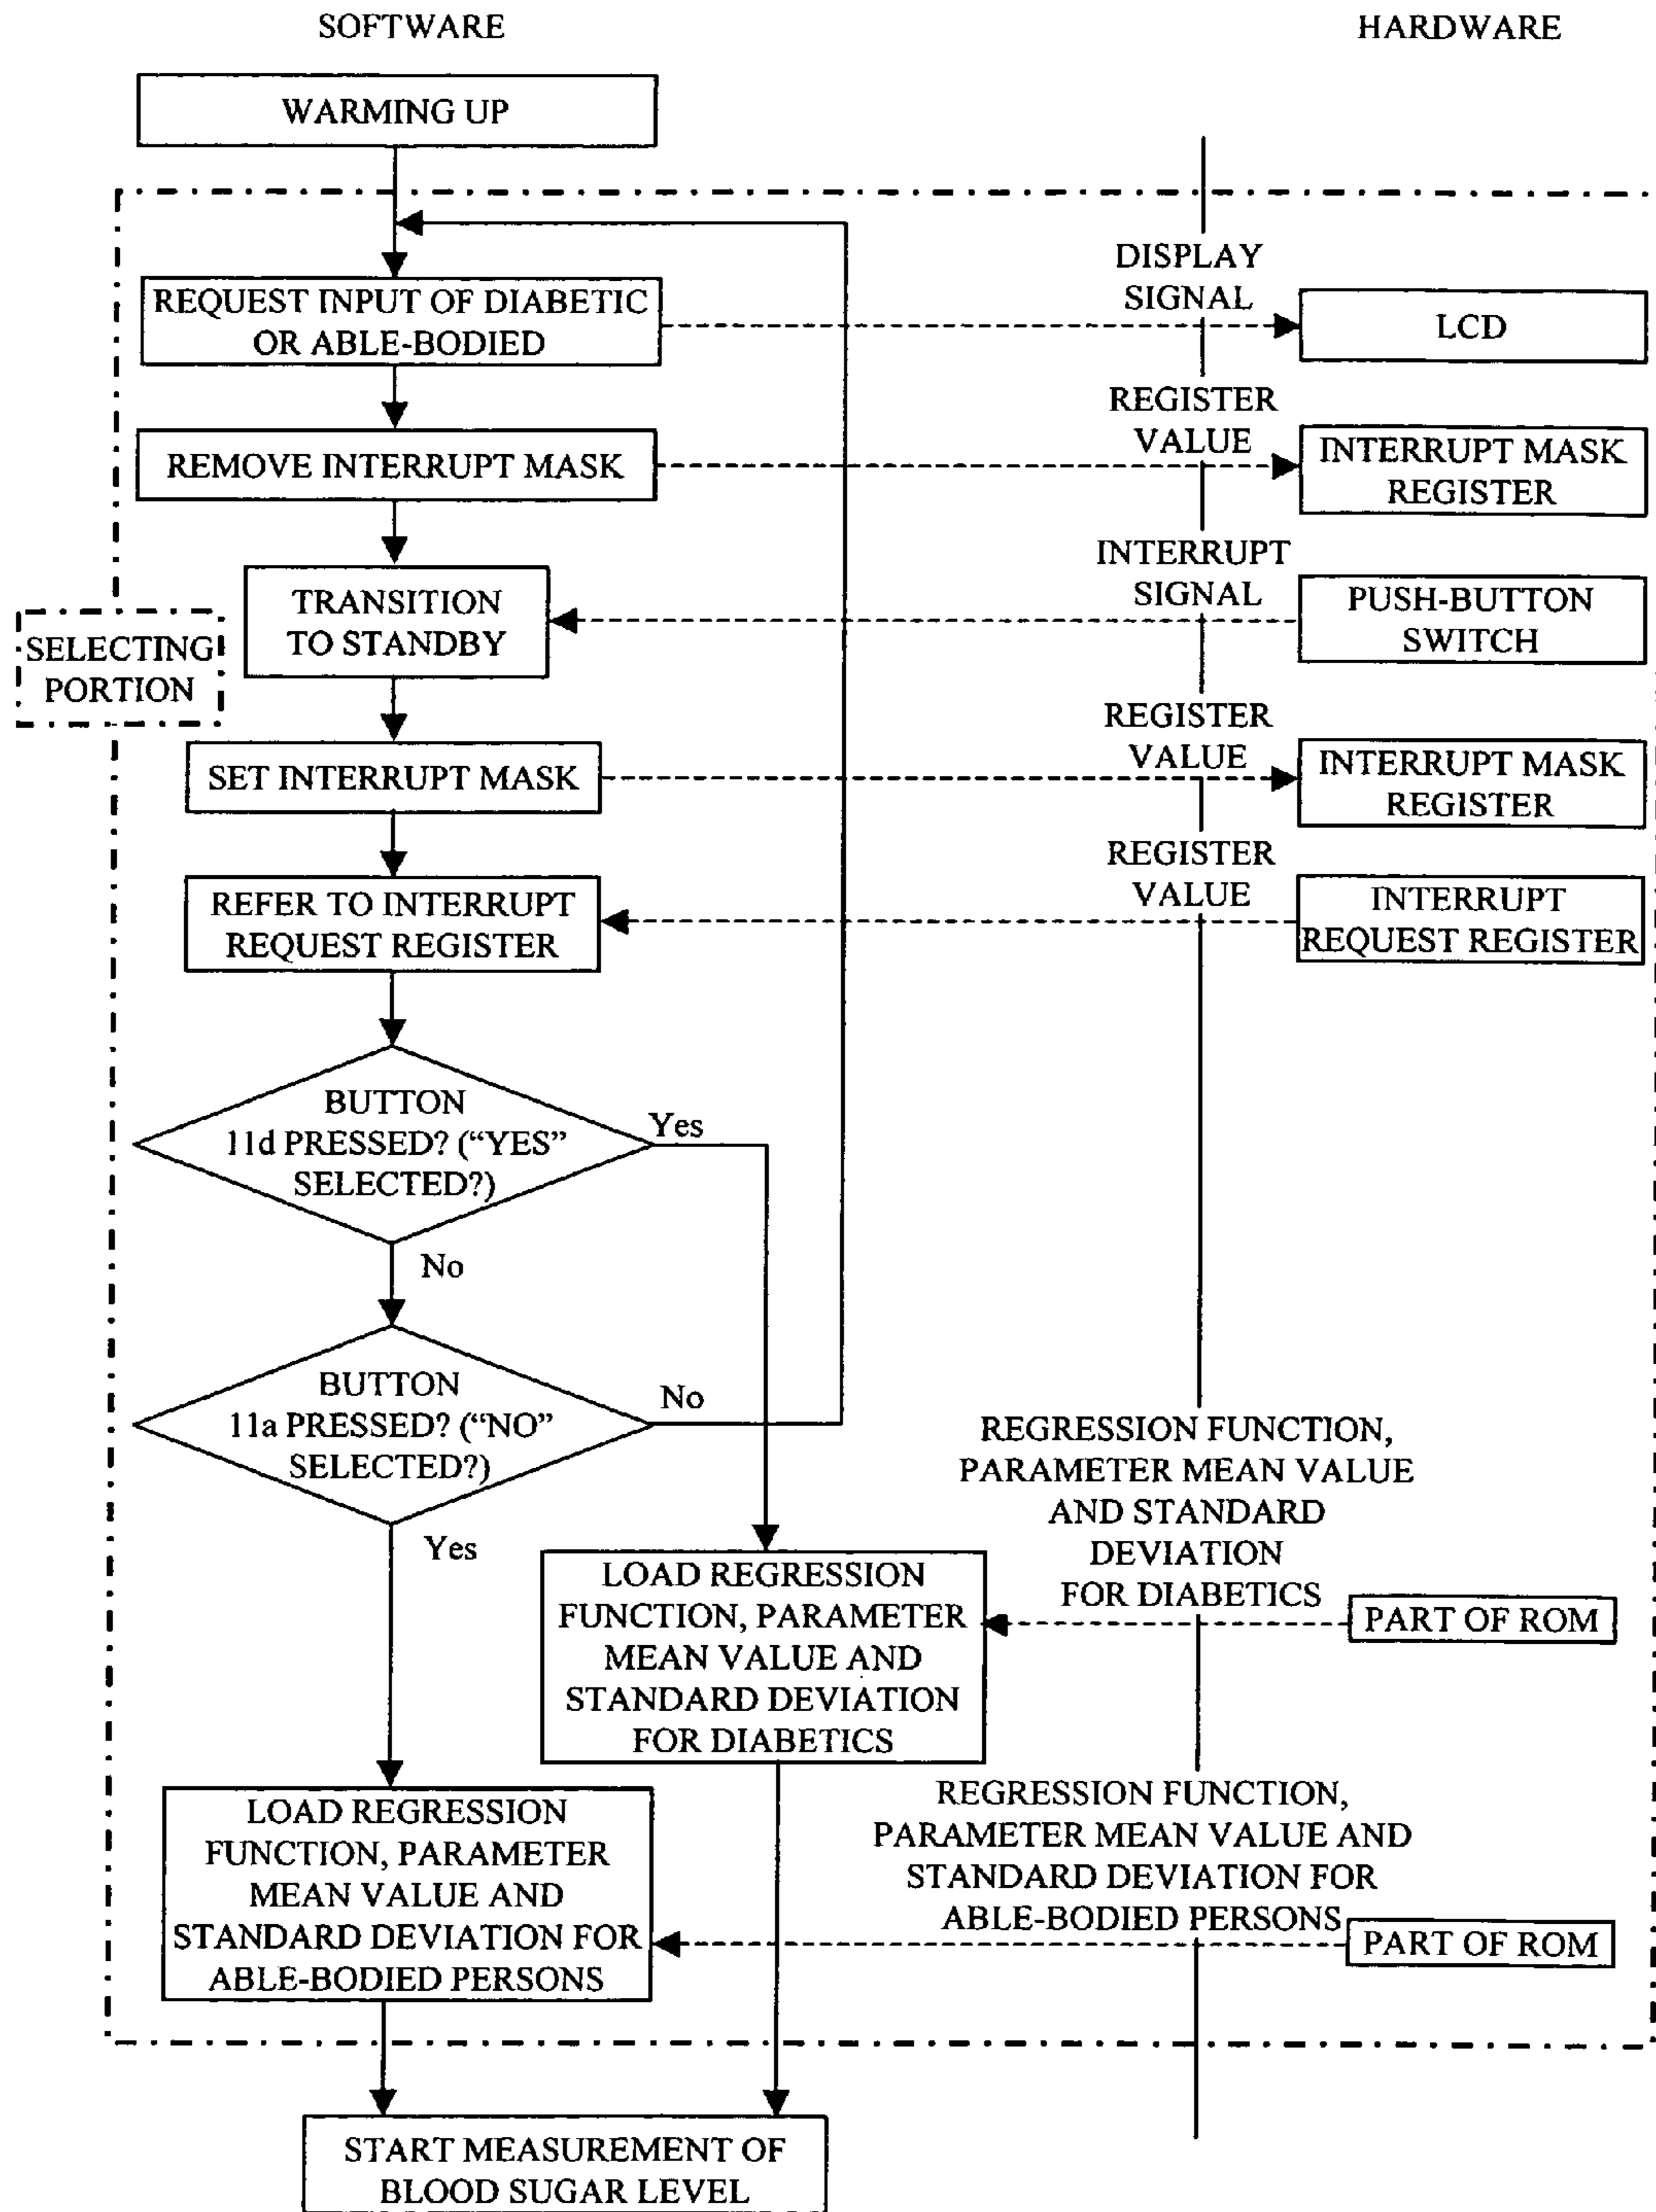 SOFTWARE
HARDWARE
WARMING UP
DISPLAY
SIGNAL
REQUEST INPUT OF DIABETIC
OR ABLE-BODIED
LCD
REGISTER
VALUE
REMOVE INTERRUPT MASK
INTERRUPT MASK
REGISTER
INTERRUPT
SIGNAL
TRANSITION
TO STANDBY
PUSH-BUTTON
SWITCH
SELECTING
PORTION
REGISTER
VALUE
SET INTERRUPT MASK
INTERRUPT MASK
REGISTER
REGISTER
VALUE
REFER TO INTERRUPT
REQUEST REGISTER
INTERRUPT
REQUEST REGISTER
BUTTON
11d PRESSED? (“YES”
SELECTED?)
Yes
No
BUTTON
11a PRESSED? (“NO”
SELECTED?)
No
Yes
REGRESSION FUNCTION,
PARAMETER MEAN VALUE
AND STANDARD
DEVIATION
FOR DIABETICS
LOAD REGRESSION
FUNCTION, PARAMETER
MEAN VALUE AND
STANDARD DEVIATION
FOR DIABETICS
PART OF ROM
REGRESSION FUNCTION,
PARAMETER MEAN VALUE AND
STANDARD DEVIATION FOR
ABLE-BODIED PERSONS
LOAD REGRESSION
FUNCTION, PARAMETER
MEAN VALUE AND
STANDARD DEVIATION FOR
ABLE-BODIED PERSONS
PART OF ROM
START MEASUREMENT OF
BLOOD SUGAR LEVEL